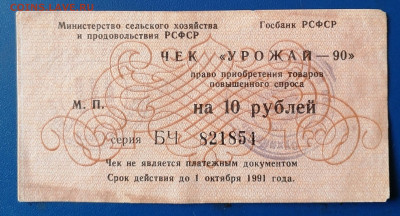 Министерство сельского хозяйства
и продовольствия РСФСР
Госбанк РСФСР
ЧЕК «УРОЖАЙ—90»
право приобретения товаров
повышенного спроса
М. П.
на 10 рублей
серия БЧ 821851
Чек не является платежным документом
Срок действия до 1 октября 1991 года.